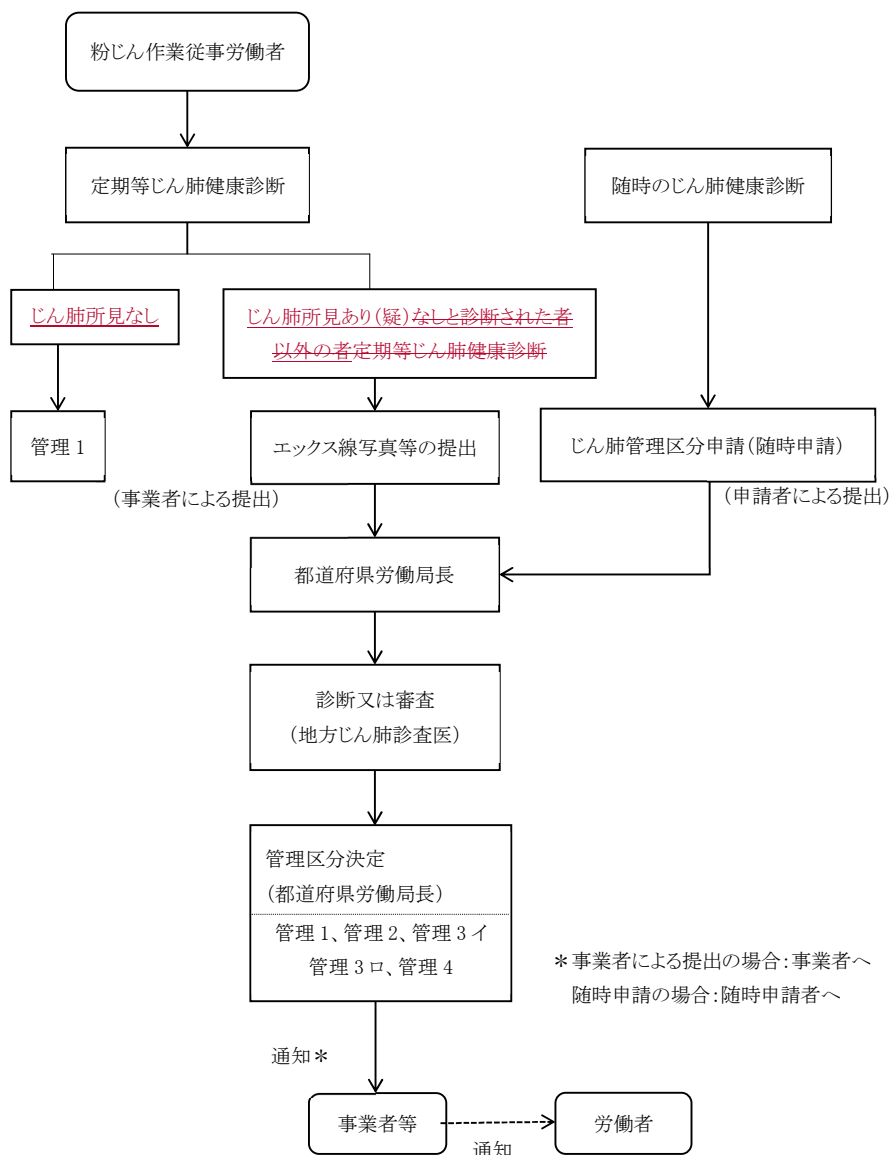 粉じん作業従事労働者
定期等じん肺健康診断
随時のじん肺健康診断
じん肺所見なし
じん肺所見あり(疑)なしと診断された者
以外の者定期等じん肺健康診断
管理1
エックス線写真等の提出
じん肺管理区分申請(随時申請)
(事業者による提出)
(申請者による提出)
都道府県労働局長
診断又は審査
(地方じん肺診査医)
管理区分決定
(都道府県労働局長)
管理1、管理2、管理3イ
管理3ロ、管理4
*事業者による提出の場合:事業者へ
随時申請の場合:随時申請者へ
通知*
事業者等
労働者
通知